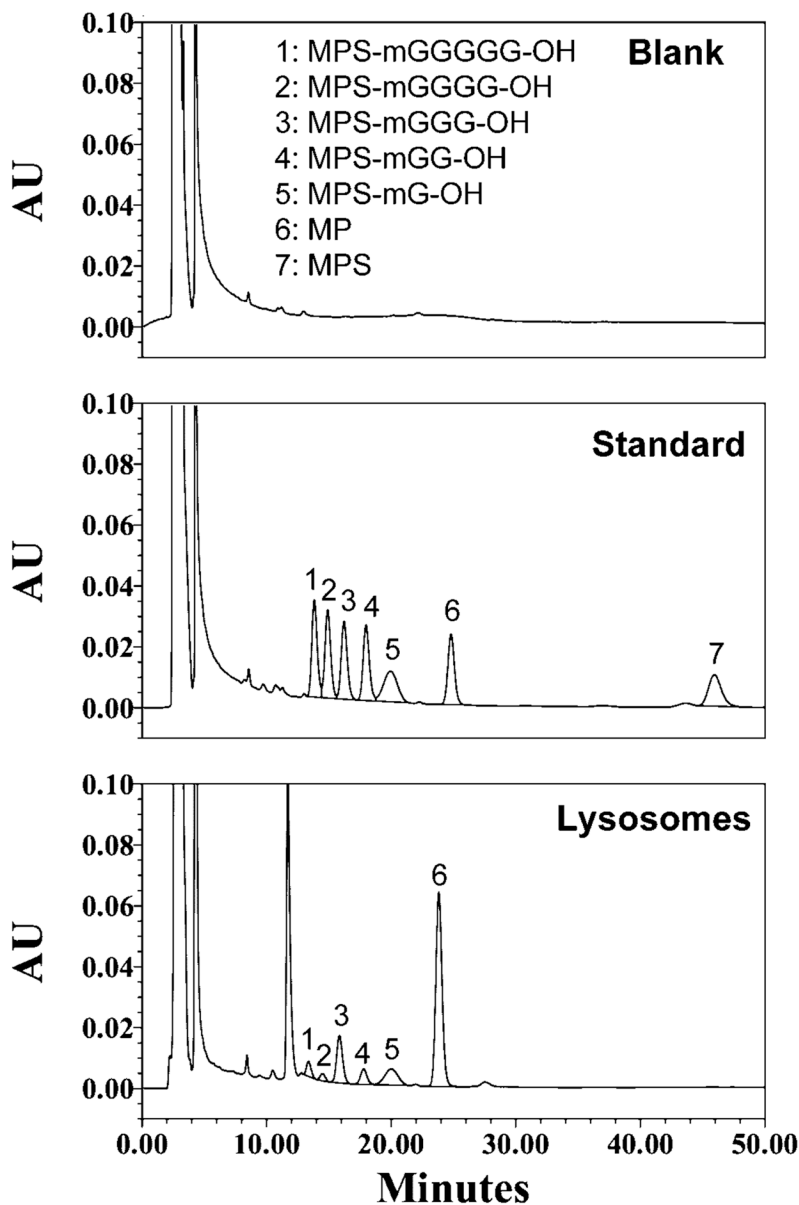 0.10
0.08
0.06
0.04
0.02
0.00
AU
1: MPS-mGGGGG-OH
2: MPS-mGGGG-OH
3: MPS-mGGG-OH
4: MPS-mGG-OH
5: MPS-mG-OH
6: MP
7: MPS
Blank
0.10
0.08
0.06
0.04
0.02
0.00
AU
Standard
1 2 3 4 5 6 7
0.10
0.08
0.06
0.04
0.02
0.00
AU
Lysosomes
1 2 3 4 5 6
0.00 10.00 20.00 30.00 40.00 50.00
Minutes